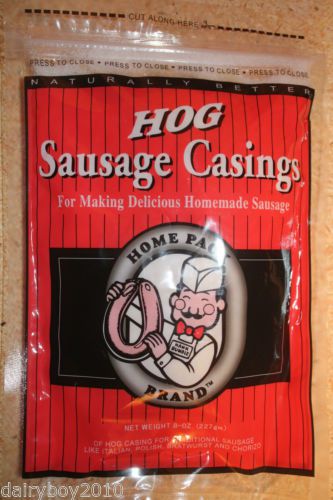 CUT ALONG HERE
PRESS TO CLOSE • PRESS TO CLOSE • PRESS TO CLOSE • PRESS TO CLOSE
NATURALLY BETTER
HOG
Sausage Casings
For Making Delicious Homemade Sausage
HOME PACK
BRAND™
NET WEIGHT 8-OZ. (227gm)
OF HOG CASING FOR TRADITIONAL SAUSAGE
LIKE ITALIAN, POLISH, BRATWURST AND CHORIZO
dairyboy2010